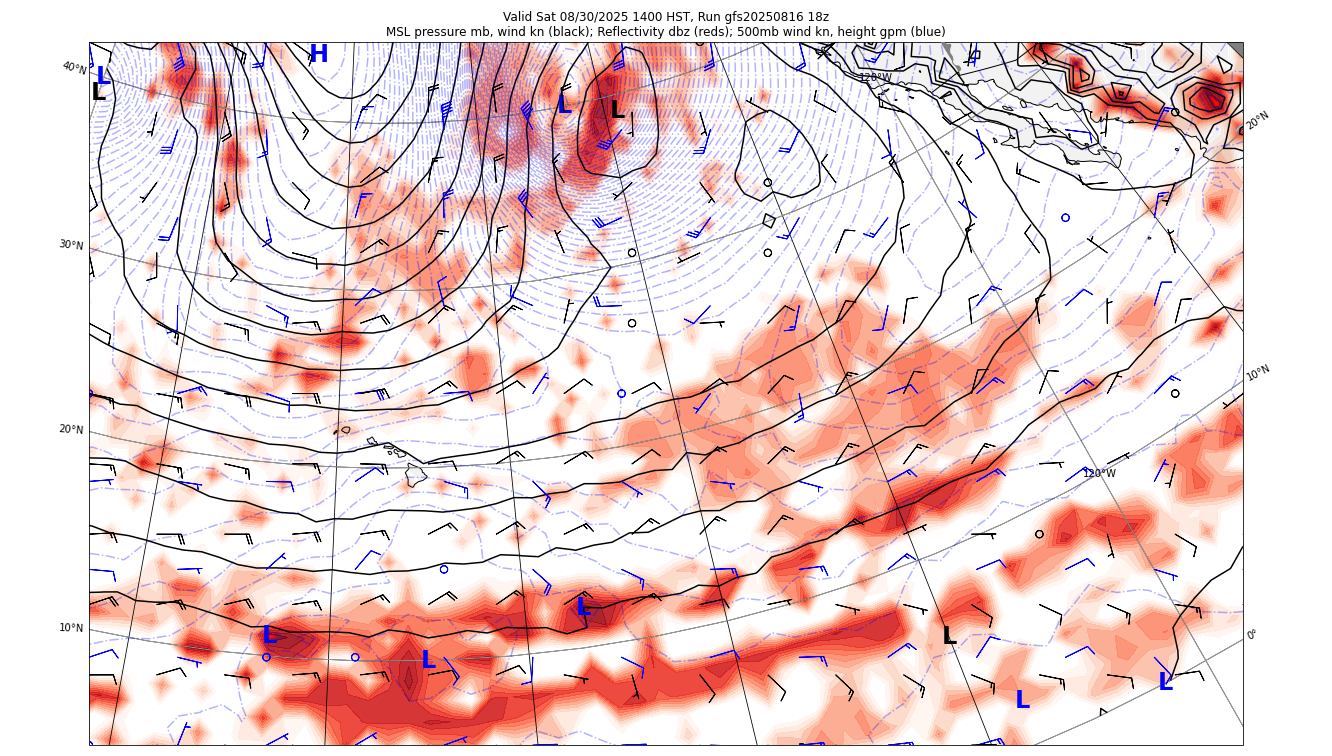 Valid Sat 08/30/2025 1400 HST, Run gfs20250816 18z
MSL pressure mb, wind kn (black); Reflectivity dbz (reds); 500mb wind kn, height gpm (blue)
H
40°N
L
L
L
L
120°W
20°N
30°N
10°N
20°N
120°W
L
10°N
L
L
L
0°
L
L